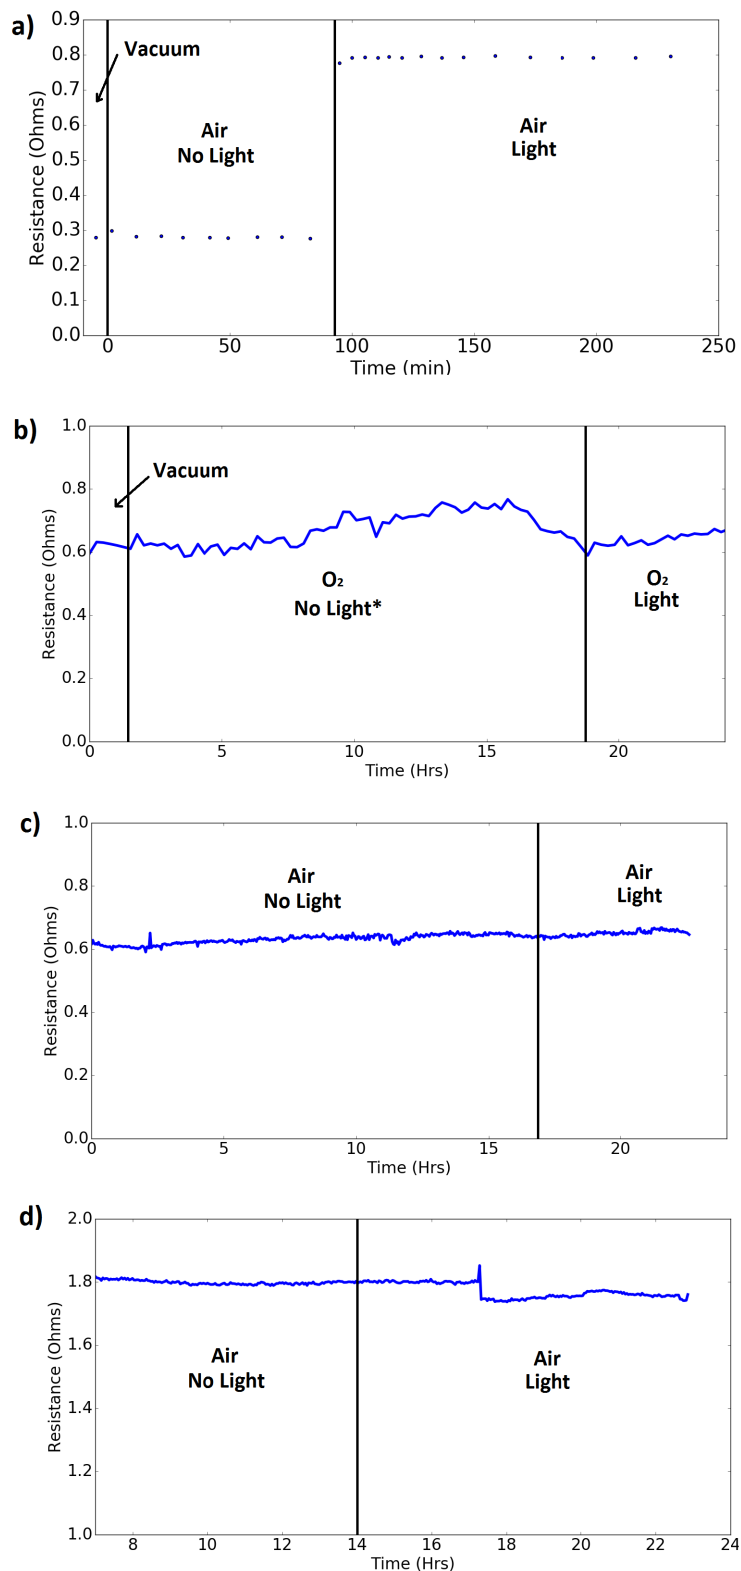 a)
0.9
0.8
0.7
0.6
0.5
0.4
0.3
0.2
0.1
0.0
Resistance (Ohms)
Vacuum
Air
No Light
Air
Light
0 50 100 150 200 250
Time (min)
b)
1.0
0.8
0.6
0.4
0.2
0.0
Resistance (Ohms)
Vacuum
O₂
No Light*
O₂
Light
0 5 10 15 20
Time (Hrs)
c)
1.0
0.8
0.6
0.4
0.2
0.0
Resistance (Ohms)
Air
No Light
Air
Light
0 5 10 15 20
Time (Hrs)
d)
2.0
1.8
1.6
1.4
1.2
1.0
Resistance (Ohms)
Air
No Light
Air
Light
8 10 12 14 16 18 20 22 24
Time (Hrs)